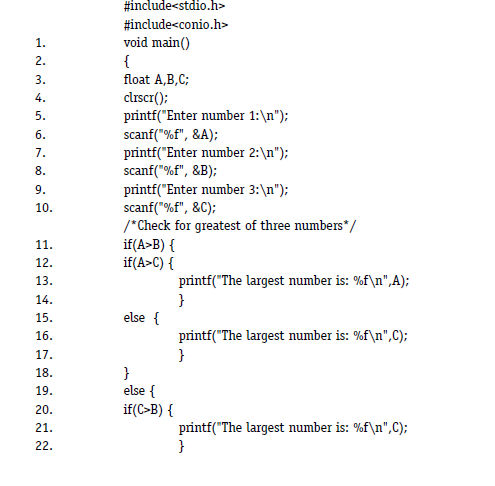 #include<stdio.h>
#include<conio.h>
1. void main()
2. {
3. float A,B,C;
4. clrscr();
5. printf("Enter number 1:\n");
6. scanf("%f", &A);
7. printf("Enter number 2:\n");
8. scanf("%f", &B);
9. printf("Enter number 3:\n");
10. scanf("%f", &C);
/*Check for greatest of three numbers*/
11. if(A>B) {
12. if(A>C) {
13. printf("The largest number is: %f\n",A);
14. }
15. else {
16. printf("The largest number is: %f\n",C);
17. }
18. }
19. else {
20. if(C>B) {
21. printf("The largest number is: %f\n",C);
22. }